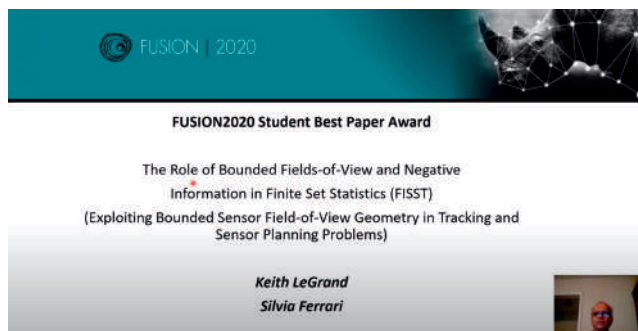 FUSION | 2020
FUSION2020 Student Best Paper Award
The Role of Bounded Fields-of-View and Negative
Information in Finite Set Statistics (FISST)
(Exploiting Bounded Sensor Field-of-View Geometry in Tracking and
Sensor Planning Problems)
Keith LeGrand
Silvia Ferrari